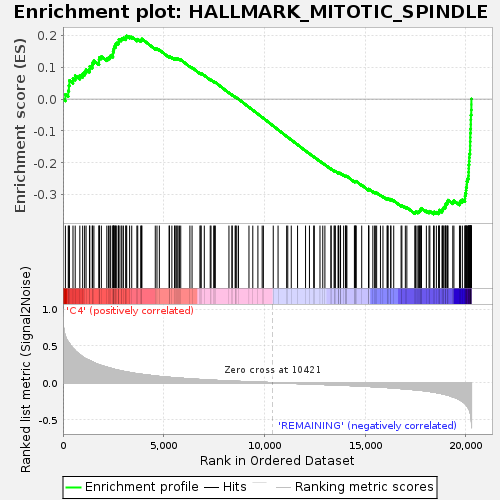 Enrichment plot: HALLMARK_MITOTIC_SPINDLE
Enrichment score (ES)
0.2
0.1
0.0
-0.1
-0.2
-0.3
Ranked list metric (Signal2Noise)
1.0
0.5
0.0
-0.5
'C4' (positively correlated)
Zero cross at 10421
'REMAINING' (negatively correlated)
0
5,000
10,000
15,000
20,000
Rank in Ordered Dataset
Enrichment profile
Hits
Ranking metric scores